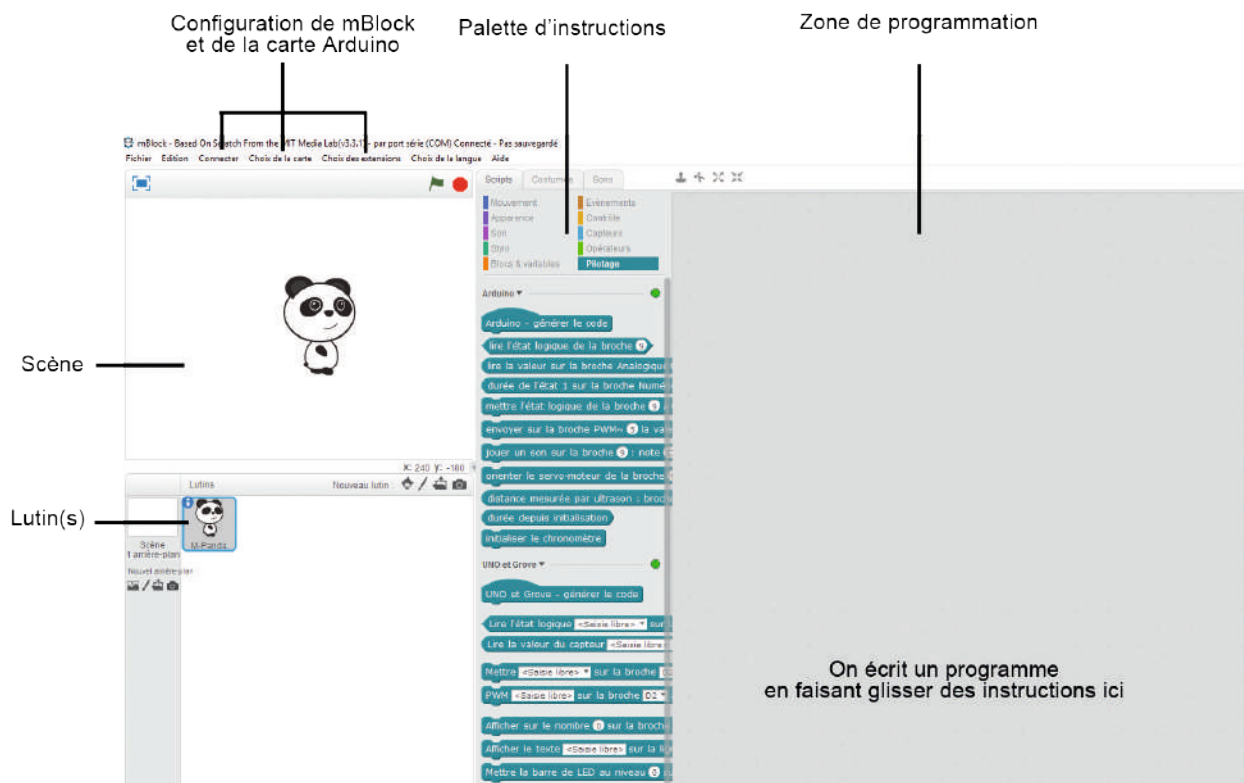 Configuration de mBlock
et de la carte Arduino
Palette d'instructions
Zone de programmation
mBlock - Based On Scratch From the MIT Media Lab(v3.3.1) - par port série (COM) Connecté - Pas sauvegardé
Fichier Edition Connecter Choix de la carte Choix des extensions Choix de la langue Aide
Scripts Costumes Sons
Mouvement Evènements
Apparence Contrôle
Son Capteurs
Stylo Opérateurs
Blocs & variables Pilotage
Arduino
Arduino - générer le code
lire l'état logique de la broche 9
lire la valeur sur la broche Analogique
durée de l'état 1 sur la broche Numé
mettre l'état logique de la broche 9
envoyer sur la broche PWM~ 5 la va
jouer un son sur la broche 9 : note
orienter le servo-moteur de la broche
distance mesurée par ultrason : broc
durée depuis initialisation
initialiser le chronomètre
UNO et Grove
UNO et Grove - générer le code
Lire l'état logique <Saisie libre> sur
Lire la valeur du capteur <Saisie libre>
Mettre <Saisie libre> sur la broche
PWM <Saisie libre> sur la broche D2
Afficher sur le nombre 0 sur la broche
Afficher le texte <Saisie libre> sur la
Mettre la barre de LED au niveau 0
Scène
X: 240 y: -180
Lutins Nouveau lutin :
Lutin(s)
M-Panda
Scène
1 arrière-plan
Nouvel arrière-plan
On écrit un programme
en faisant glisser des instructions ici